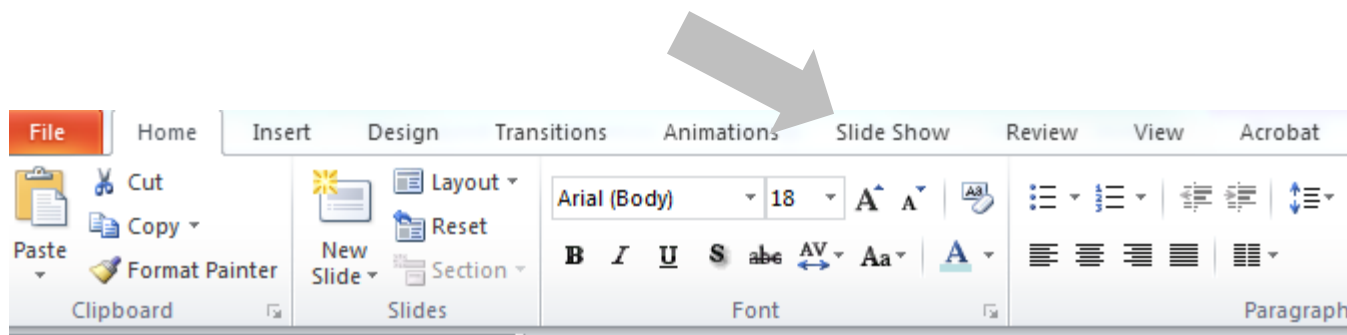 File Home Insert Design Transitions Animations Slide Show Review View Acrobat
Cut Layout Arial (Body) 18 A A Aa
Copy Reset
Paste New B I U S abc AV Aa A
Format Painter Slide Section
Clipboard Slides Font Paragraph